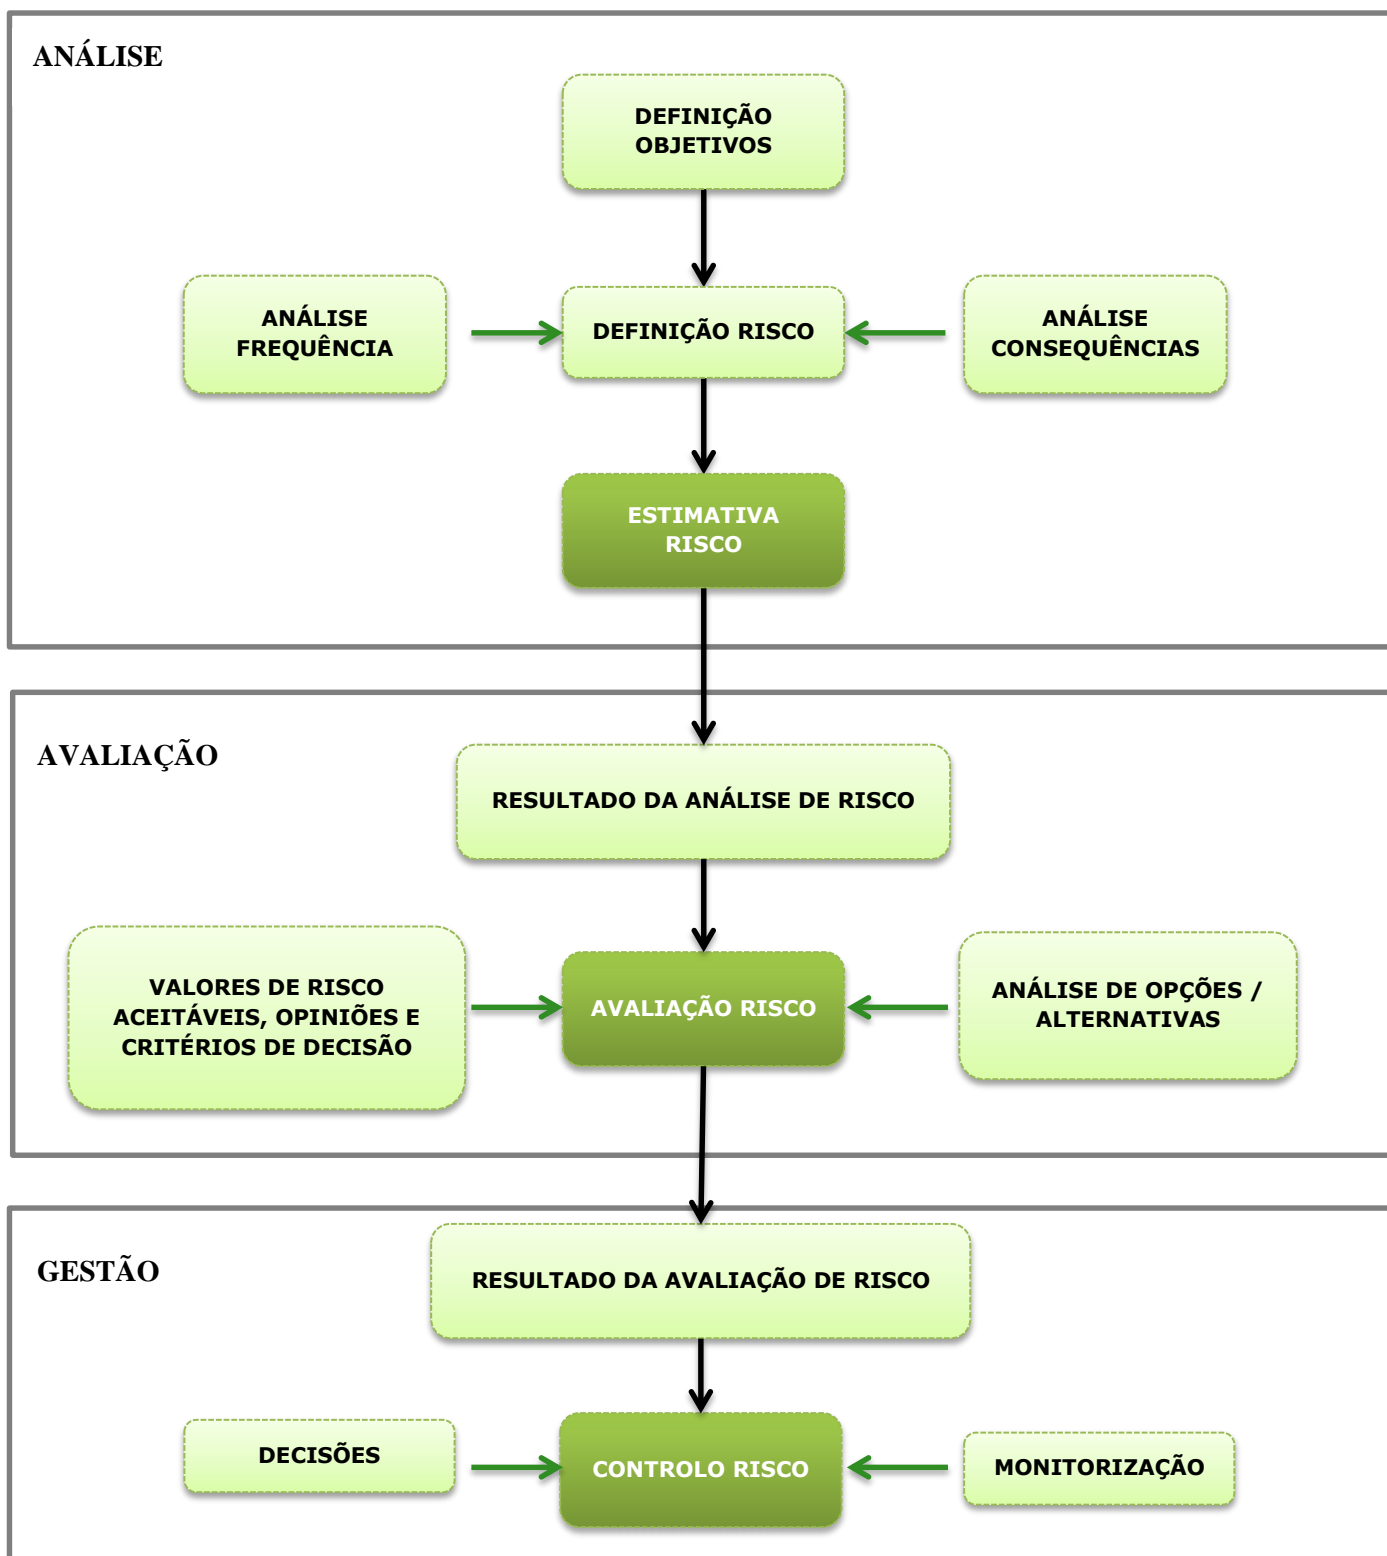 ANÁLISE
DEFINIÇÃO
OBJETIVOS
ANÁLISE
FREQUÊNCIA
DEFINIÇÃO RISCO
ANÁLISE
CONSEQUÊNCIAS
ESTIMATIVA
RISCO
AVALIAÇÃO
RESULTADO DA ANÁLISE DE RISCO
VALORES DE RISCO
ACEITÁVEIS, OPINIÕES E
CRITÉRIOS DE DECISÃO
AVALIAÇÃO RISCO
ANÁLISE DE OPÇÕES /
ALTERNATIVAS
GESTÃO
RESULTADO DA AVALIAÇÃO DE RISCO
DECISÕES
CONTROLO RISCO
MONITORIZAÇÃO